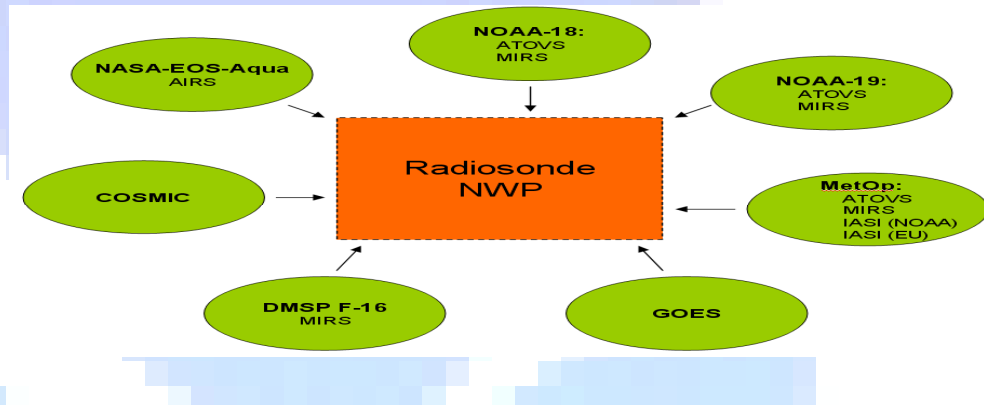 NOAA-18:
ATOVS
MIRS
NASA-EOS-Aqua
AIRS
NOAA-19:
ATOVS
MIRS
Radiosonde
NWP
COSMIC
MetOp:
ATOVS
MIRS
IASI (NOAA)
IASI (EU)
DMSP F-16
MIRS
GOES